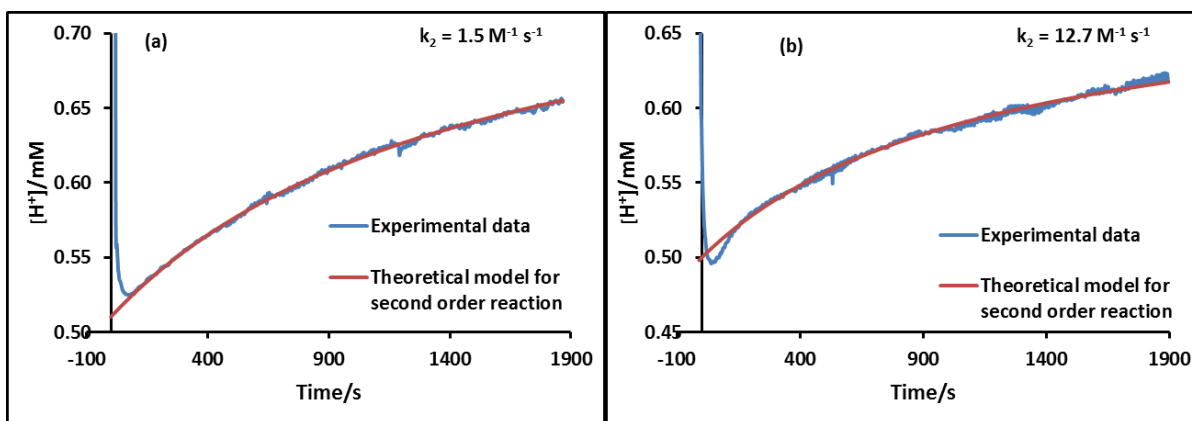 (a)
k₂ = 1.5 M⁻¹ s⁻¹
0.70
0.65
0.60
0.55
0.50
[H⁺]/mM
Experimental data
Theoretical model for
second order reaction
-100 400 900 1400 1900
Time/s
(b)
k₂ = 12.7 M⁻¹ s⁻¹
0.65
0.60
0.55
0.50
0.45
[H⁺]/mM
Experimental data
Theoretical model for
second order reaction
-100 400 900 1400 1900
Time/s